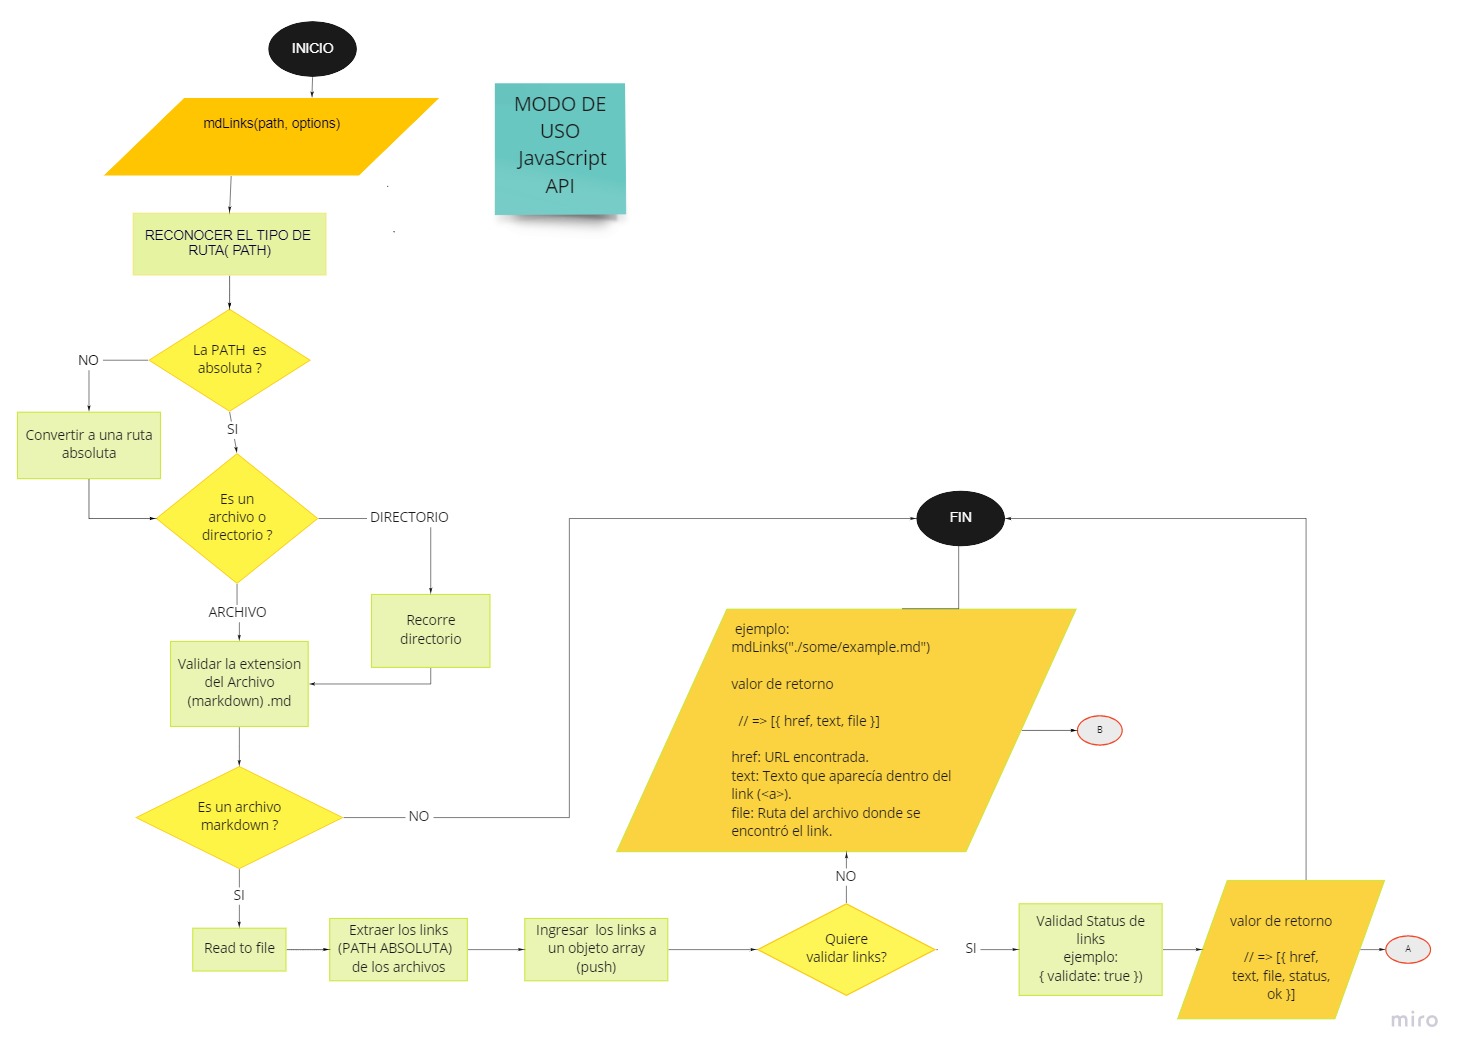 INICIO
mdLinks(path, options)
MODO DE
USO
JavaScript
API
RECONOCER EL TIPO DE
RUTA( PATH)
La PATH  es
absoluta ?
NO
SI
Convertir a una ruta
absoluta
Es un
archivo o
directorio ?
DIRECTORIO
ARCHIVO
Recorre
directorio
Validar la extension
del Archivo
(markdown) .md
Es un archivo
markdown ?
NO
SI
Read to file
Extraer los links
(PATH ABSOLUTA)
de los archivos
Ingresar  los links a
un objeto array
(push)
Quiere
validar links?
NO
SI
FIN
ejemplo:
mdLinks("./some/example.md")
valor de retorno
// => [{ href, text, file }]
href: URL encontrada.
text: Texto que aparecía dentro del
link (<a>).
file: Ruta del archivo donde se
encontró el link.
B
Validad Status de
links
ejemplo:
{ validate: true })
valor de retorno
// => [{ href,
text, file, status,
ok }]
A
miro